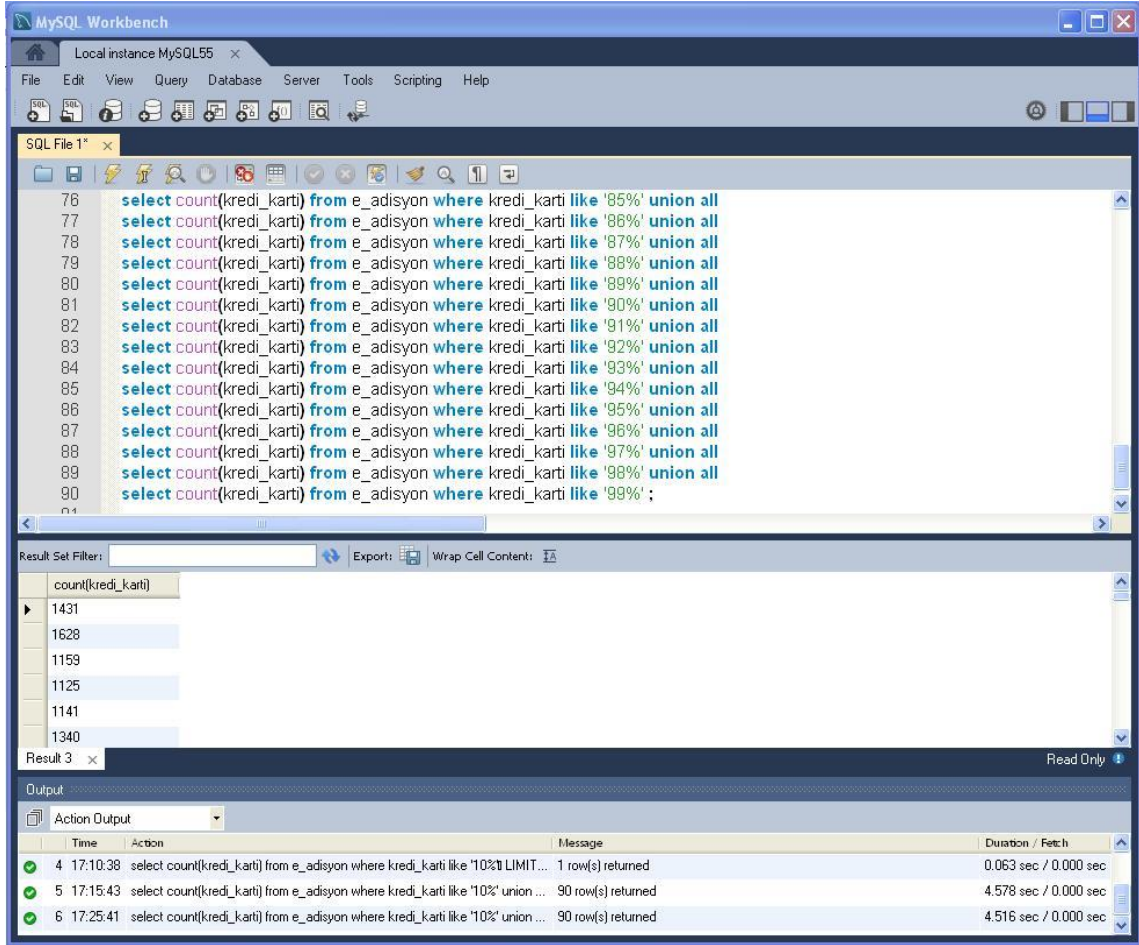 MySQL Workbench
Local instance MySQL55
File Edit View Query Database Server Tools Scripting Help
SQL File 1*
76 select count(kredi_karti) from e_adisyon where kredi_karti like '85%' union all
77 select count(kredi_karti) from e_adisyon where kredi_karti like '86%' union all
78 select count(kredi_karti) from e_adisyon where kredi_karti like '87%' union all
79 select count(kredi_karti) from e_adisyon where kredi_karti like '88%' union all
80 select count(kredi_karti) from e_adisyon where kredi_karti like '89%' union all
81 select count(kredi_karti) from e_adisyon where kredi_karti like '90%' union all
82 select count(kredi_karti) from e_adisyon where kredi_karti like '91%' union all
83 select count(kredi_karti) from e_adisyon where kredi_karti like '92%' union all
84 select count(kredi_karti) from e_adisyon where kredi_karti like '93%' union all
85 select count(kredi_karti) from e_adisyon where kredi_karti like '94%' union all
86 select count(kredi_karti) from e_adisyon where kredi_karti like '95%' union all
87 select count(kredi_karti) from e_adisyon where kredi_karti like '96%' union all
88 select count(kredi_karti) from e_adisyon where kredi_karti like '97%' union all
89 select count(kredi_karti) from e_adisyon where kredi_karti like '98%' union all
90 select count(kredi_karti) from e_adisyon where kredi_karti like '99%' ;
Result Set Filter: Export: Wrap Cell Content:
count(kredi_karti)
1431
1628
1159
1125
1141
1340
Result 3 Read Only
Output
Action Output
Time Action Message Duration / Fetch
4 17:10:38 select count(kredi_karti) from e_adisyon where kredi_karti like '10% LIMIT... 1 row(s) returned 0.063 sec / 0.000 sec
5 17:15:43 select count(kredi_karti) from e_adisyon where kredi_karti like '10%' union ... 90 row(s) returned 4.578 sec / 0.000 sec
6 17:25:41 select count(kredi_karti) from e_adisyon where kredi_karti like '10%' union ... 90 row(s) returned 4.516 sec / 0.000 sec